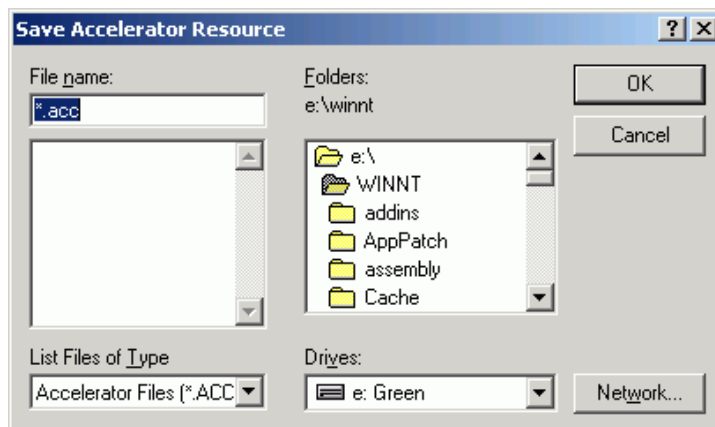 Save Accelerator Resource
File name:
*.acc
Folders:
e:\winnt
e:\
WINNT
addins
AppPatch
assembly
Cache
OK
Cancel
List Files of Type
Accelerator Files (*.ACC
Drives:
e: Green
Network...